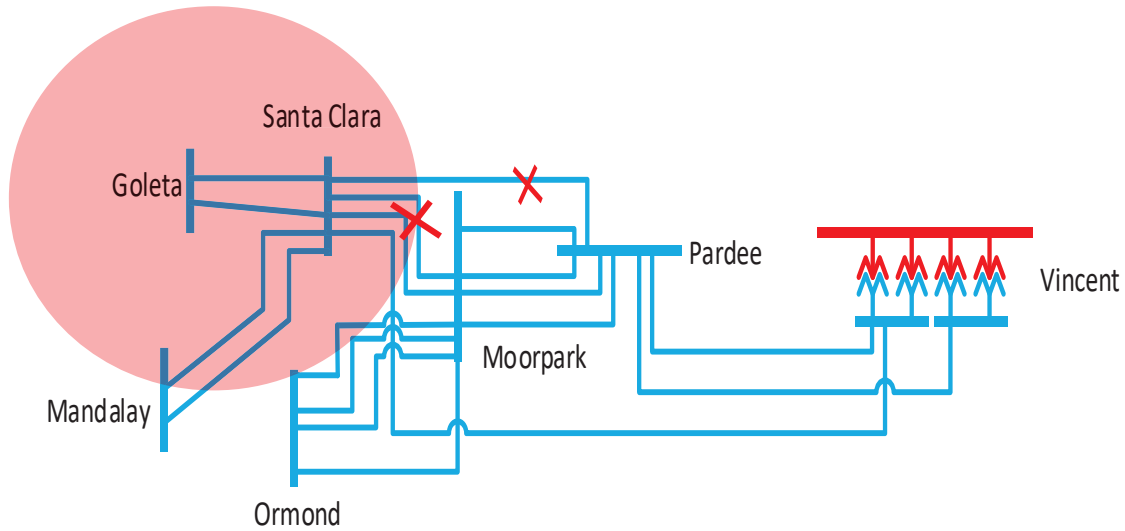 Santa Clara
Goleta
Pardee
Vincent
Moorpark
Mandalay
Ormond